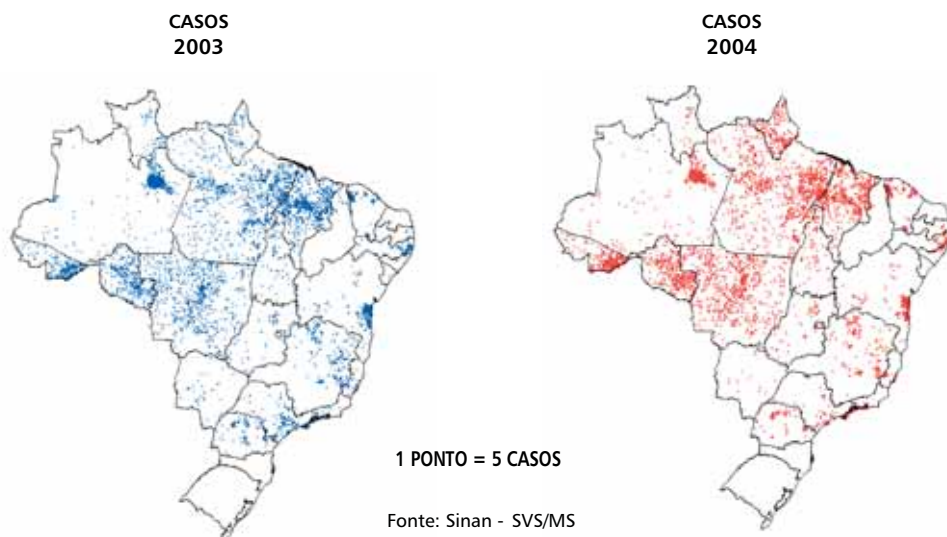 CASOS
2003
CASOS
2004
1 PONTO = 5 CASOS
Fonte: Sinan - SVS/MS